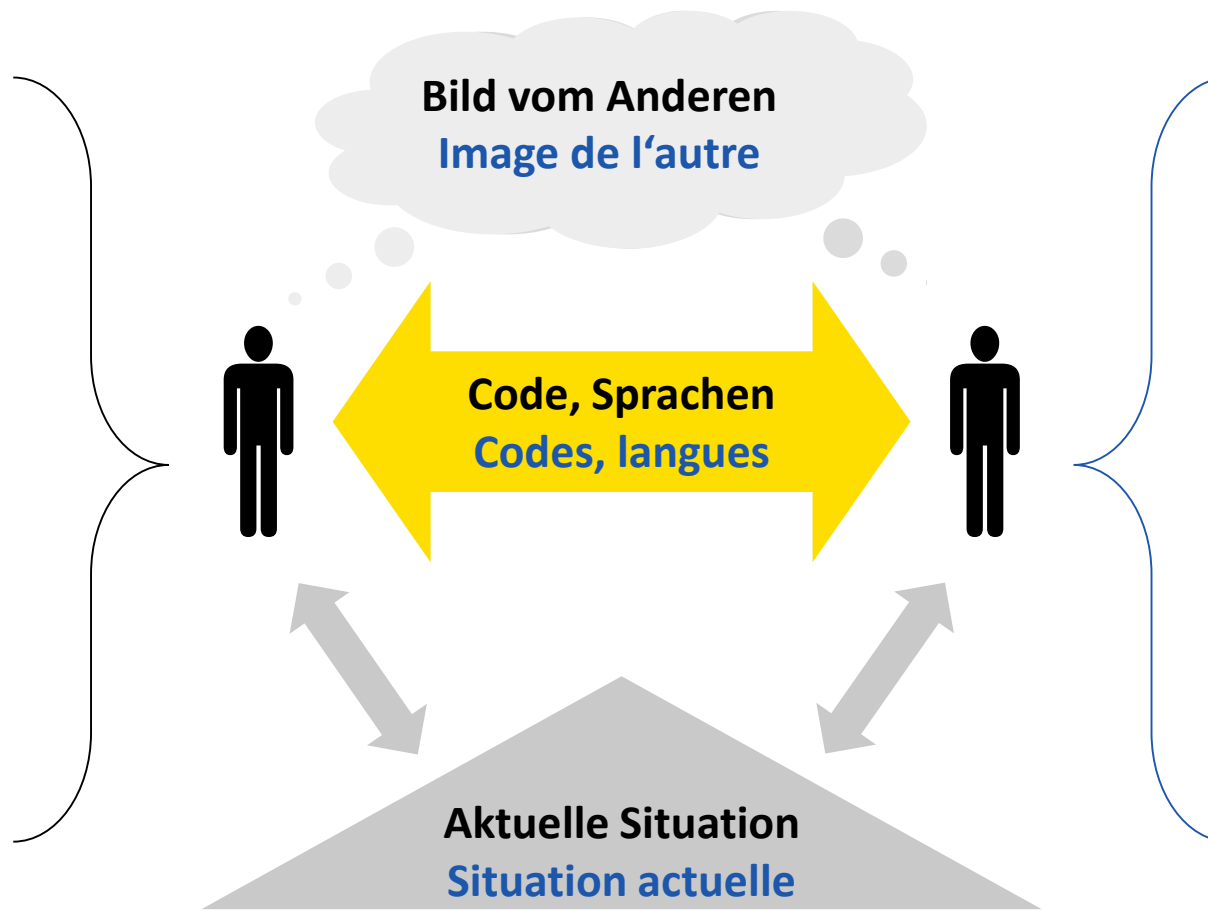 Bild vom Anderen
Image de l‘autre
Code, Sprachen
Codes, langues
Aktuelle Situation
Situation actuelle